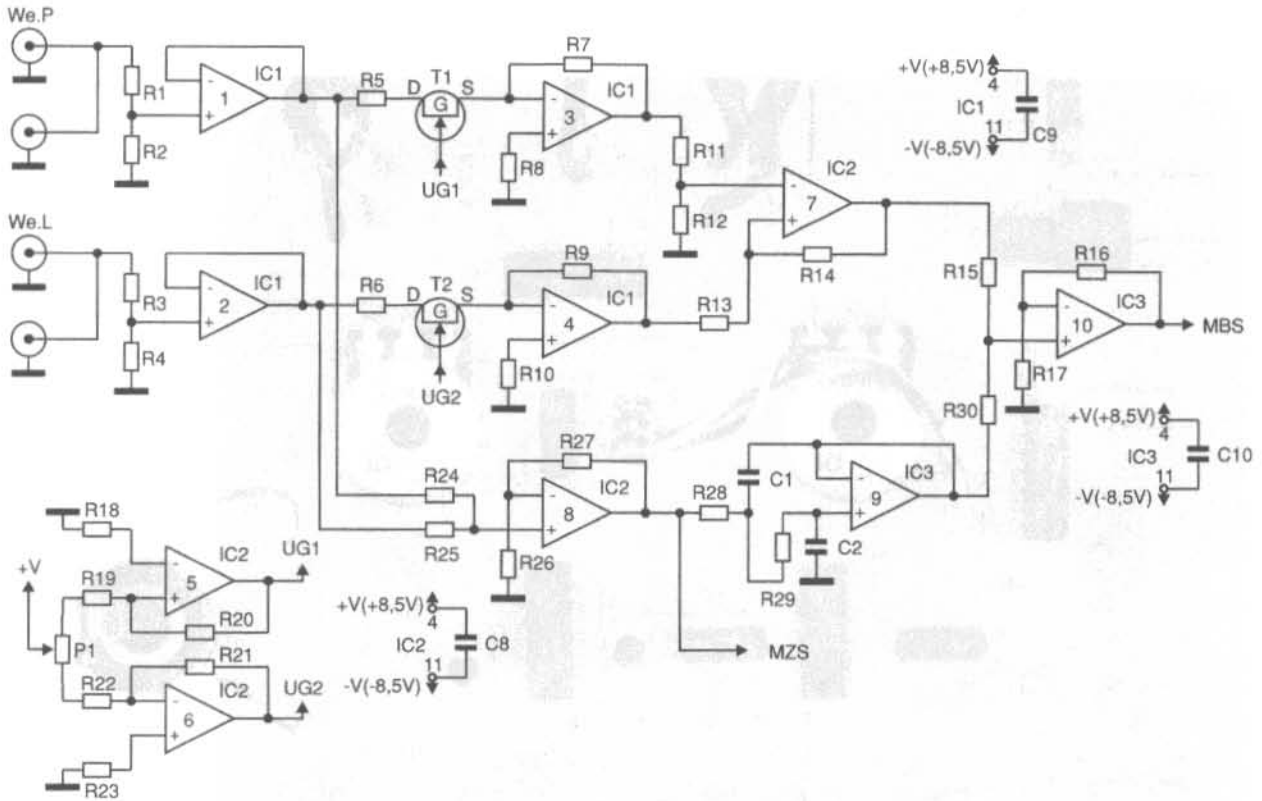 We.P
R1
R2
-
+
1
IC1
R5
D
T1
S
G
UG1
R7
-
+
3
IC1
R8
R11
R12
-
+
7
IC2
R14
+V(+8,5V)
4
IC1
11
C9
-V(-8,5V)
We.L
R3
R4
-
+
2
IC1
R6
D
T2
S
G
UG2
R9
-
+
4
IC1
R10
R13
R15
R16
-
+
10
IC3
MBS
R17
R30
+V(+8,5V)
4
IC3
C10
11
-V(-8,5V)
R24
R25
R27
-
+
8
IC2
R26
R28
C1
-
+
9
IC3
C2
R29
MZS
R18
+V
R19
-
+
5
IC2
UG1
R20
P1
R21
R22
-
+
6
IC2
UG2
R23
+V(+8,5V)
4
IC2
C8
11
-V(-8,5V)